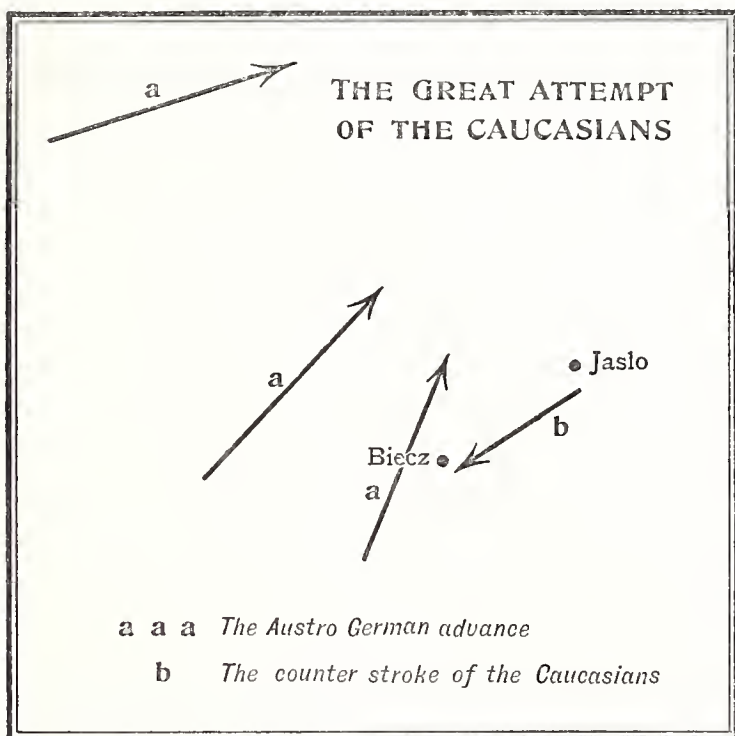 a
THE GREAT ATTEMPT
OF THE CAUCASIANS
a
Jaslo
b
Biecz
a
a a a The Austro German advance
b The counter stroke of the Caucasians